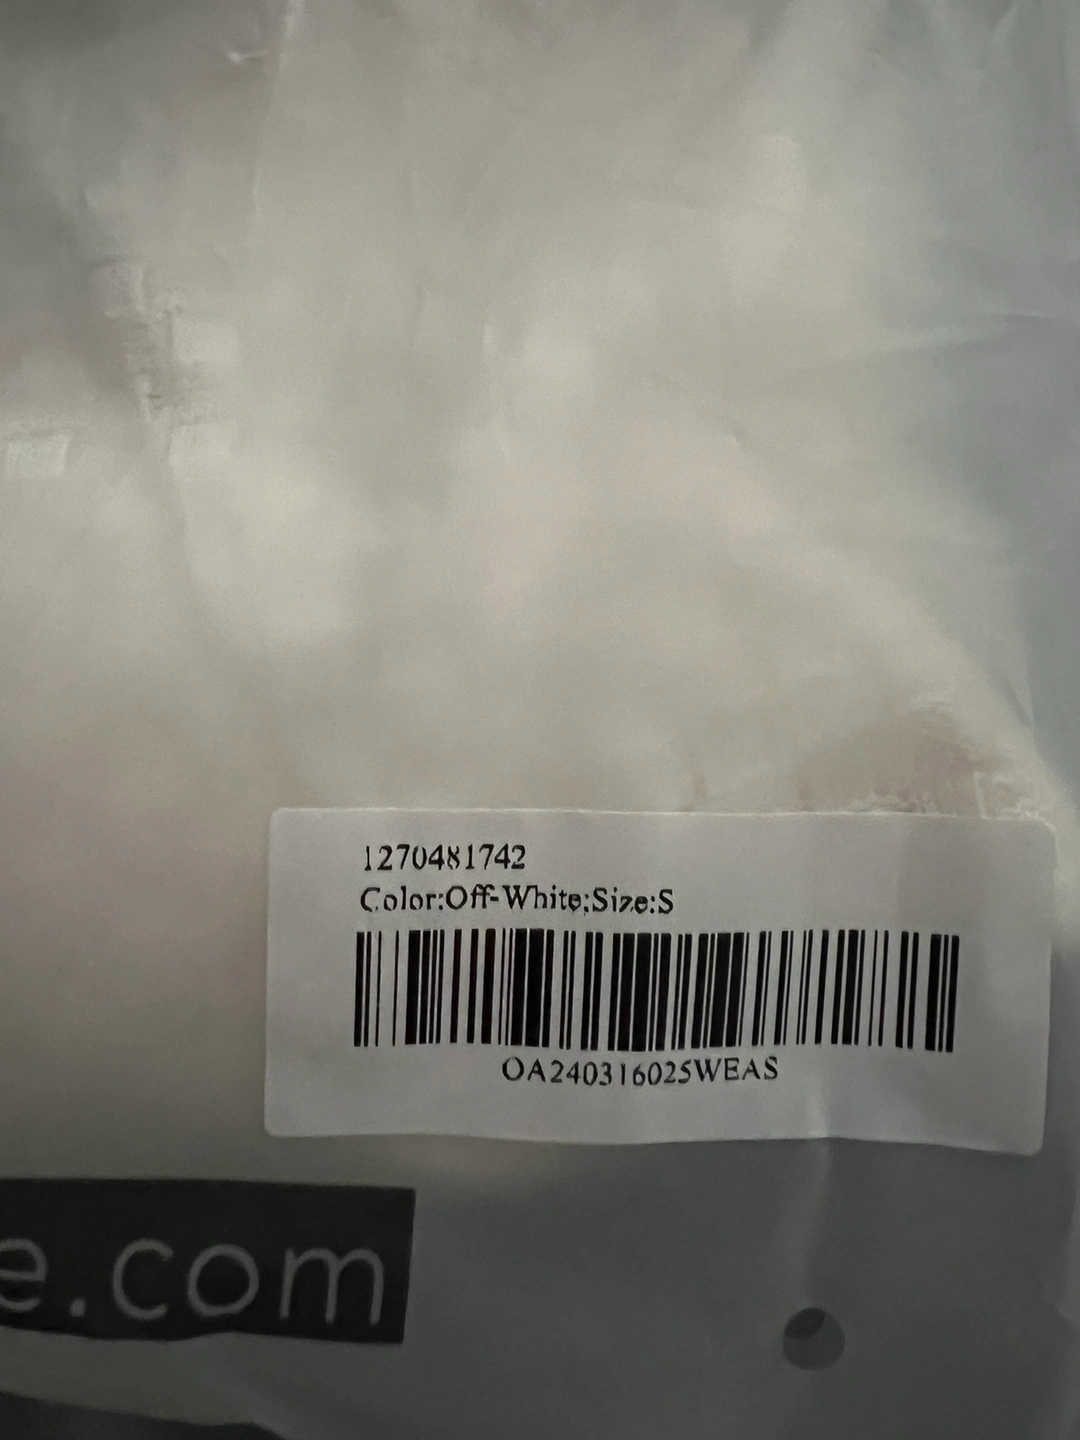 1270481742
Color:Off-White;Size:S
OA240316025WEAS
e.com